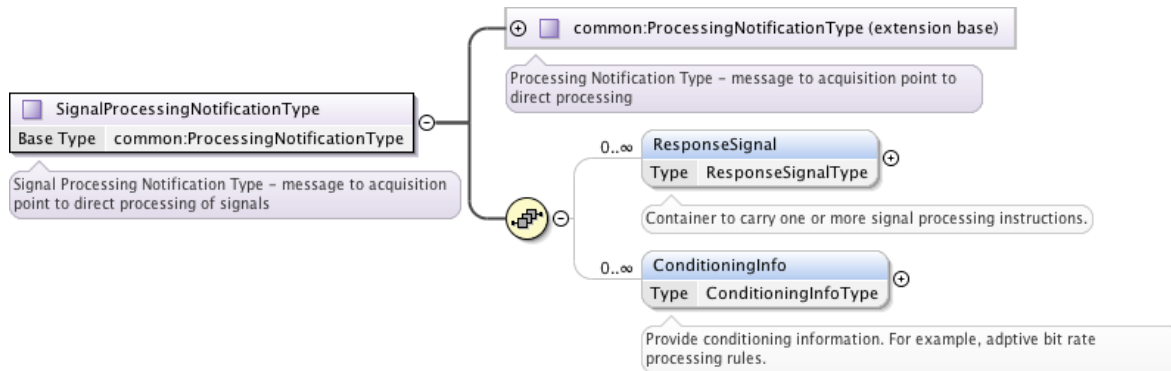 common:ProcessingNotificationType (extension base)
Processing Notification Type – message to acquisition point to
direct processing
SignalProcessingNotificationType
Base Type common:ProcessingNotificationType
Signal Processing Notification Type – message to acquisition
point to direct processing of signals
0..∞ ResponseSignal
Type ResponseSignalType
Container to carry one or more signal processing instructions.
0..∞ ConditioningInfo
Type ConditioningInfoType
Provide conditioning information. For example, adptive bit rate
processing rules.